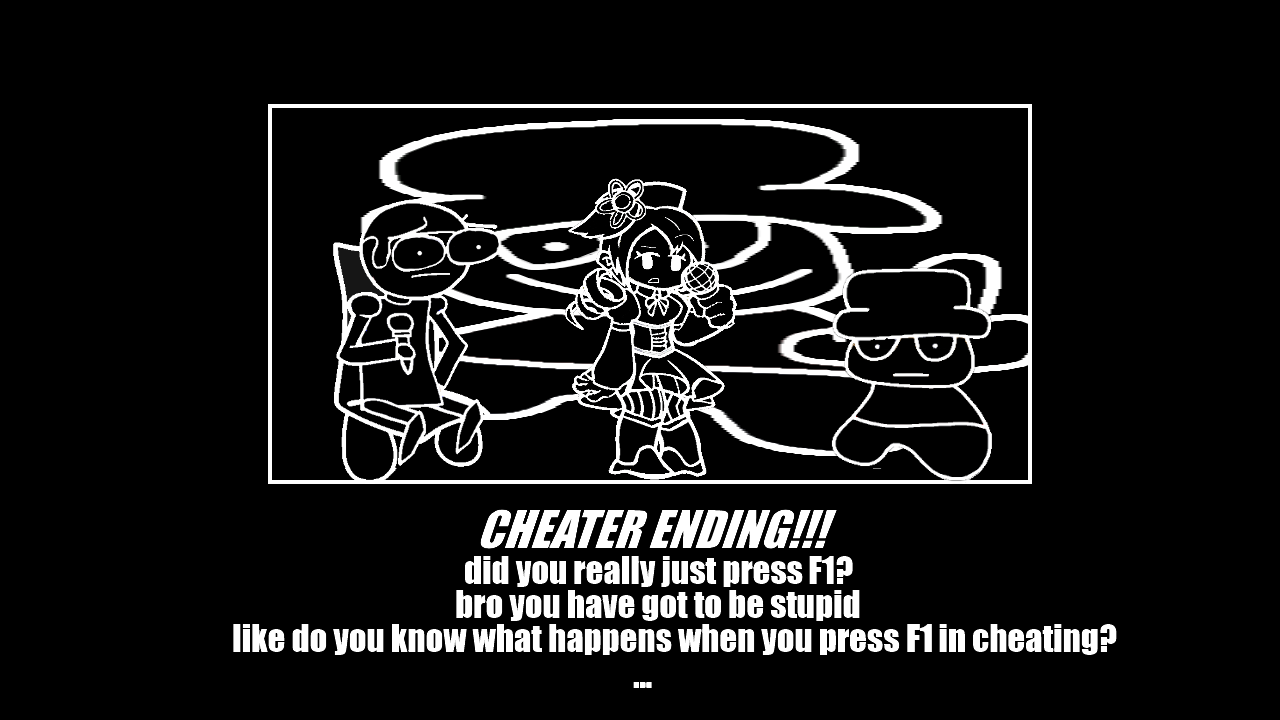 CHEATER ENDING!!!
did you really just press F1?
bro you have got to be stupid
like do you know what happens when you press F1 in cheating?
...